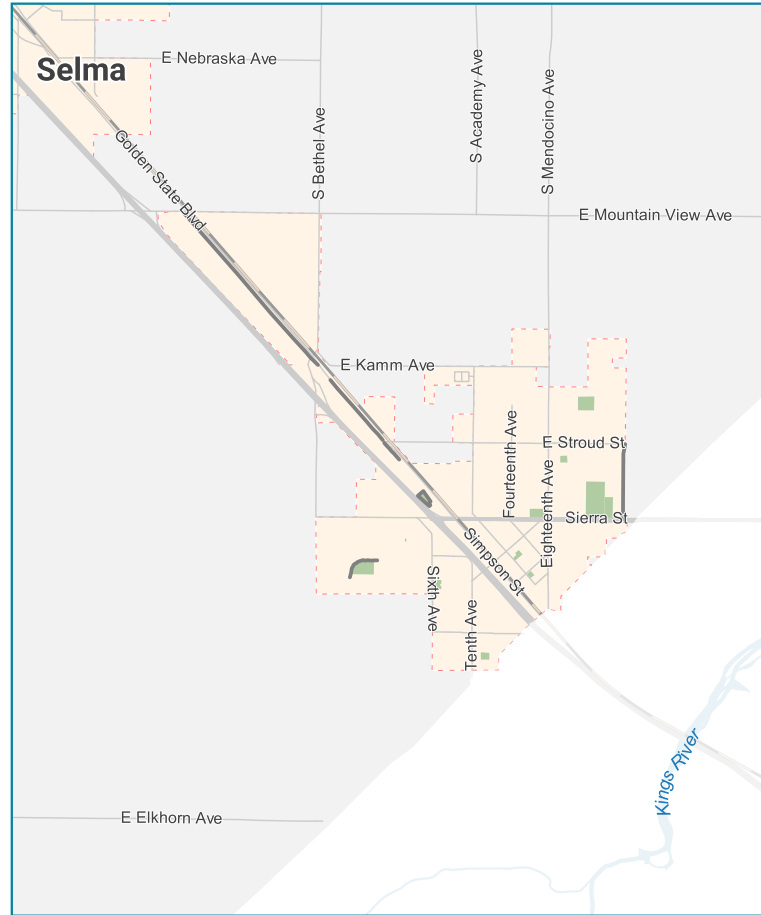 E Nebraska Ave
Selma
S Academy Ave
S Mendocino Ave
S Bethel Ave
Golden State Blvd
E Mountain View Ave
E Kamm Ave
Fourteenth Ave
E Stroud St
Eighteenth Ave
Sierra St
Simpson St
Sixth Ave
Tenth Ave
Kings River
E Elkhorn Ave